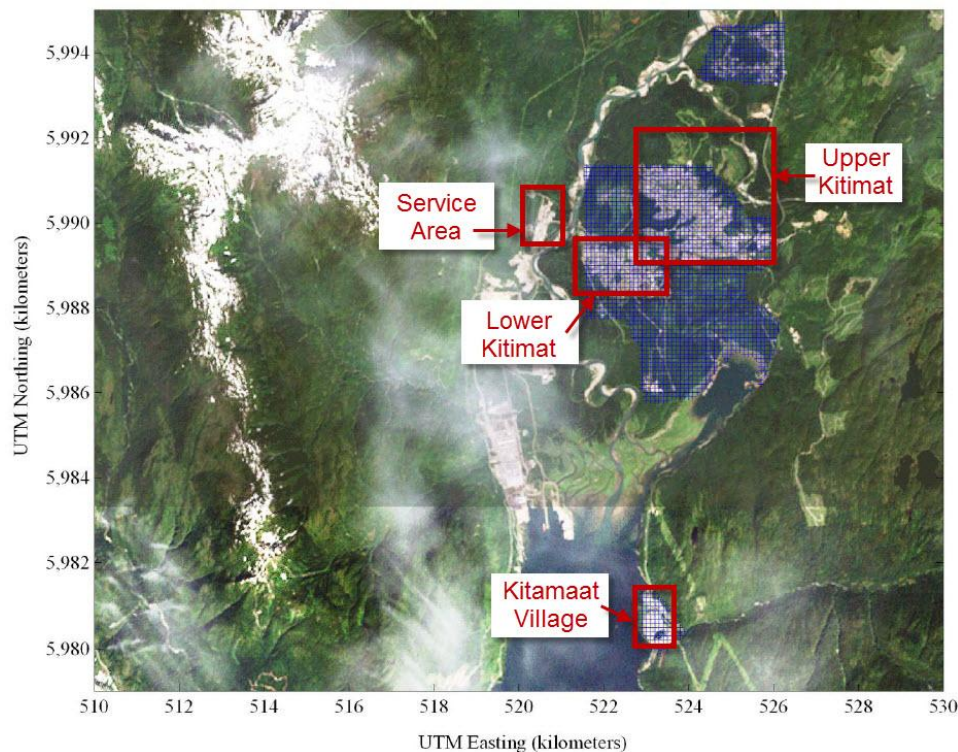 5,994
5,992
5,990
5,988
5,986
5,984
5,982
5,980
UTM Northing (kilometers)
Upper
Kitimat
Service
Area
Lower
Kitimat
Kitamaat
Village
510 512 514 516 518 520 522 524 526 528 530
UTM Easting (kilometers)